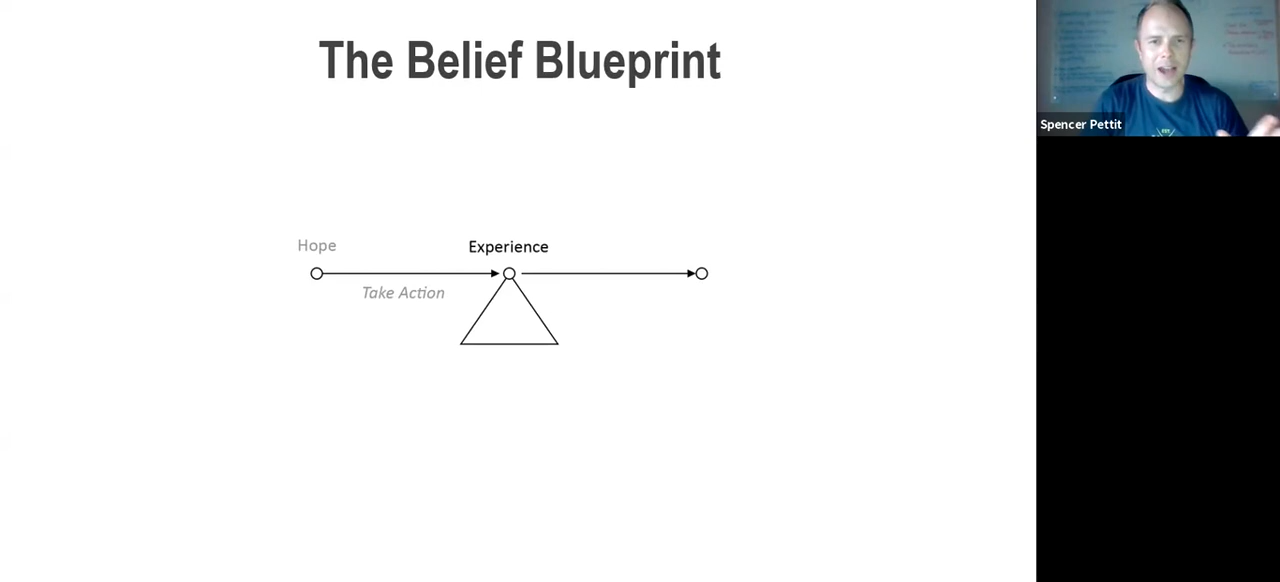 The Belief Blueprint
Spencer Pettit
Hope
Experience
Take Action